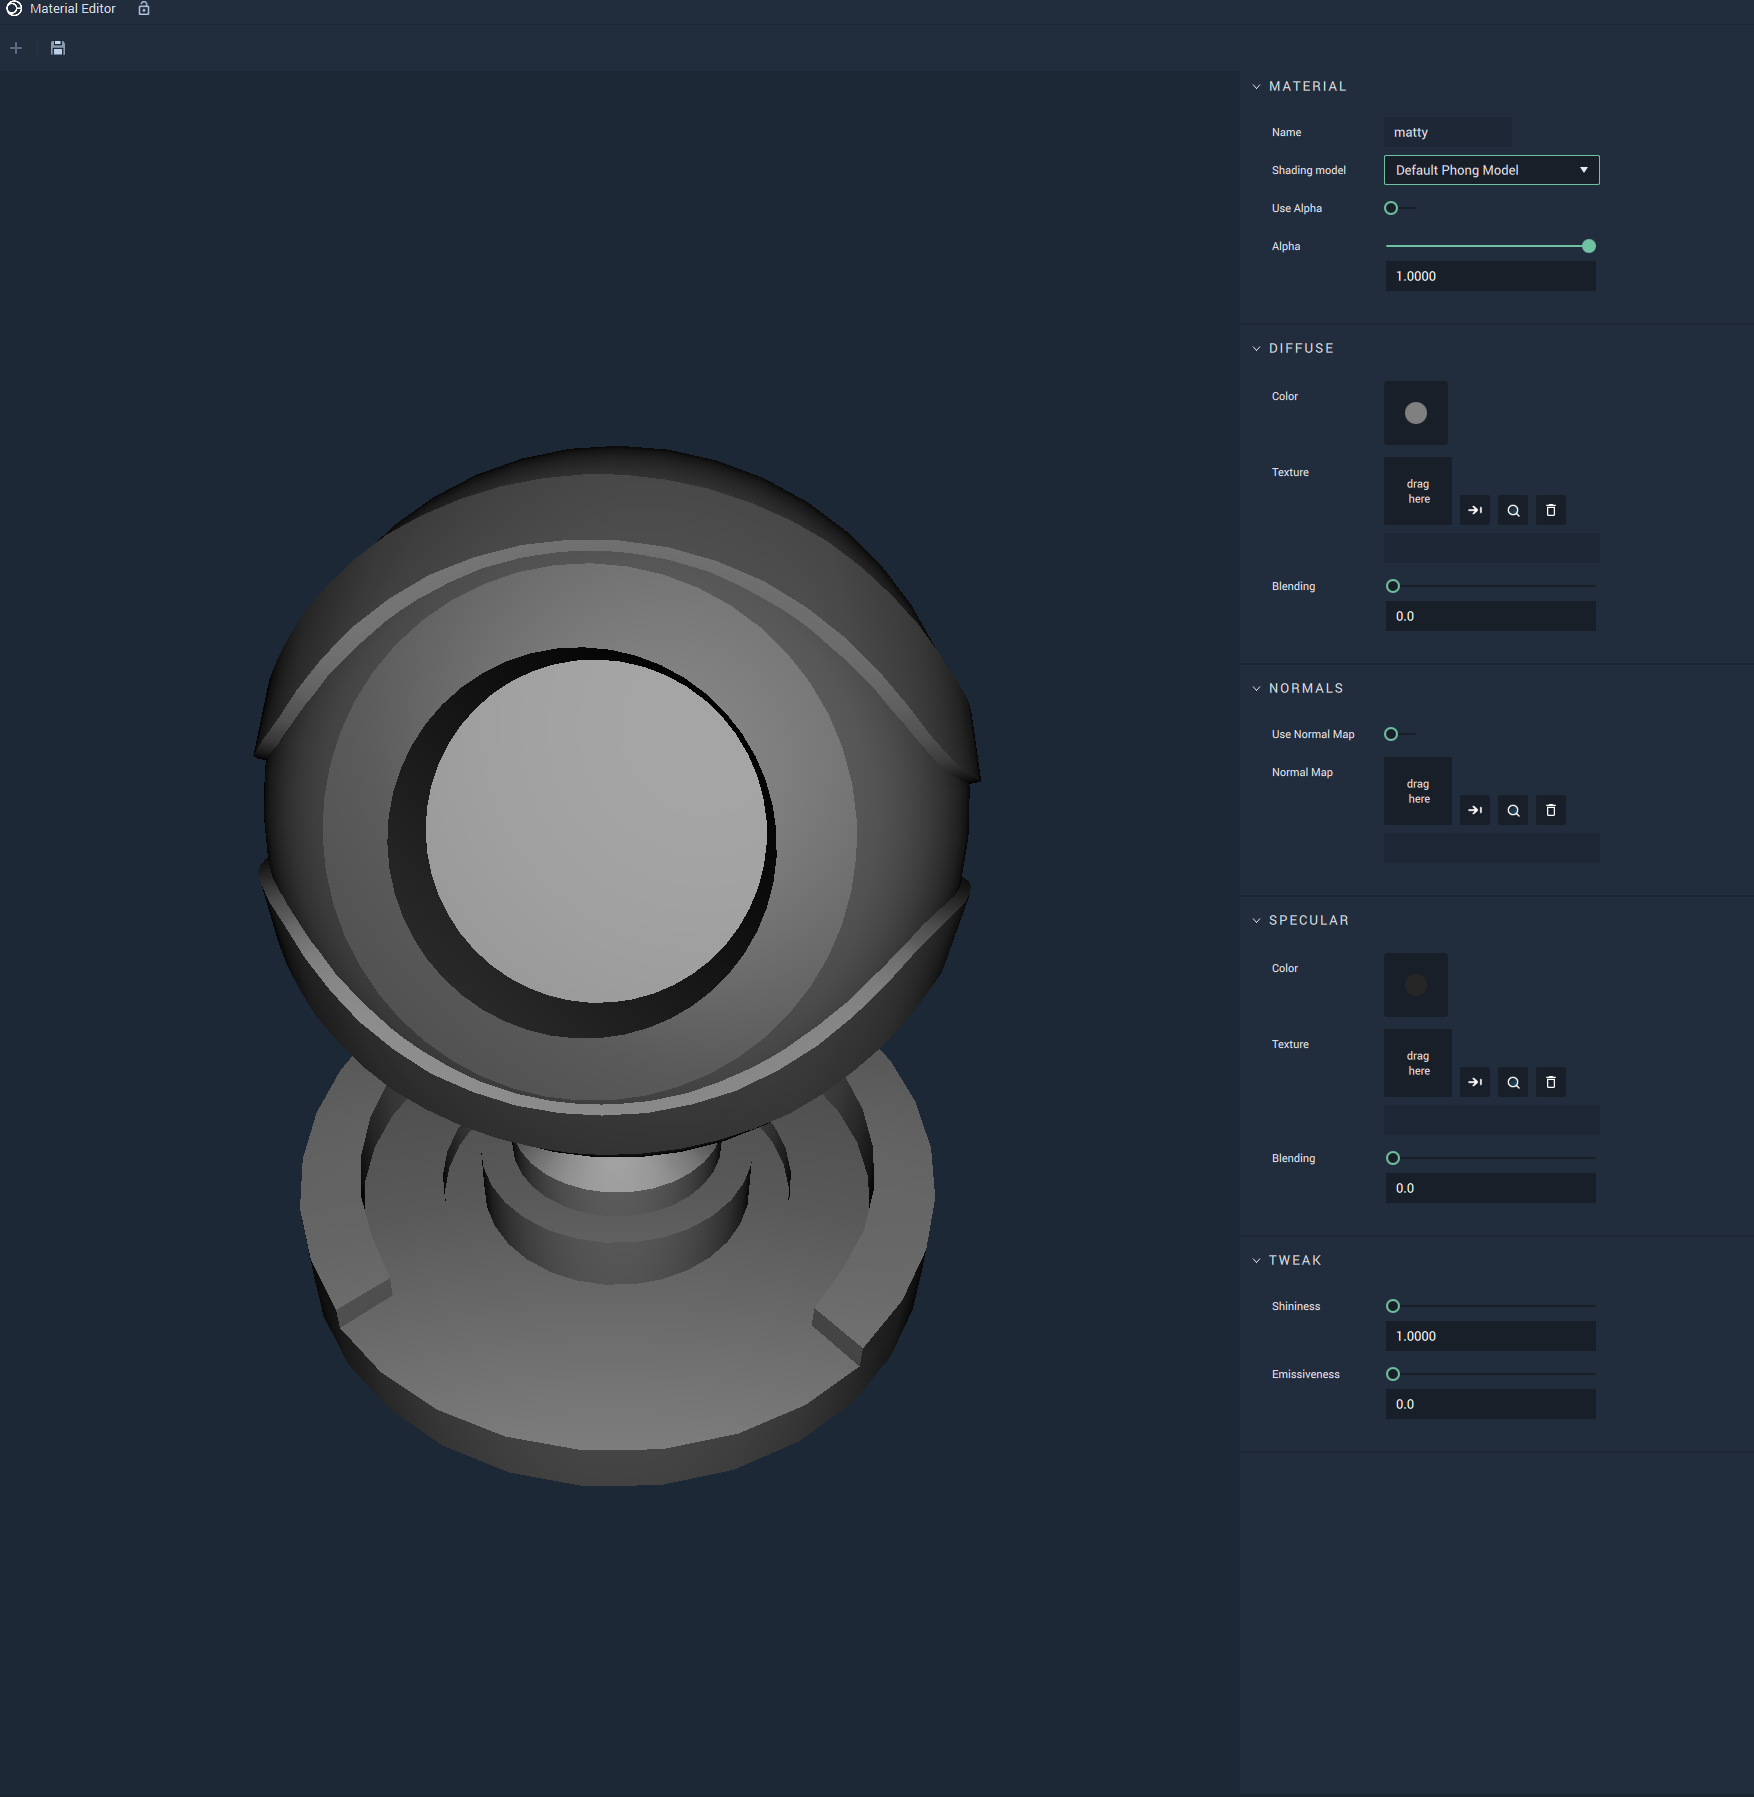 Material Editor
MATERIAL
Name
matty
Shading model
Default Phong Model
Use Alpha
Alpha
1.0000
DIFFUSE
Color
Texture
drag
here
Blending
0.0
NORMALS
Use Normal Map
Normal Map
drag
here
SPECULAR
Color
Texture
drag
here
Blending
0.0
TWEAK
Shininess
1.0000
Emissiveness
0.0